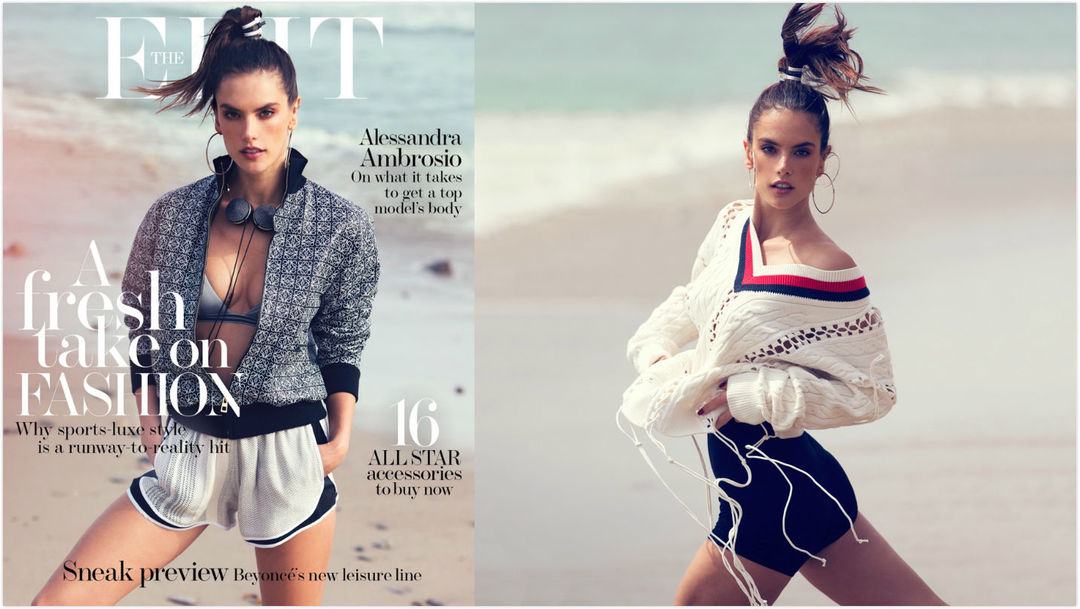 THE
EDIT
Alessandra
Ambrosio
On what it takes
to get a top
model's body
A
fresh
take on
FASHION
Why sports-luxe style
is a runway-to-reality hit
16
ALL STAR
accessories
to buy now
Sneak preview Beyoncé's new leisure line